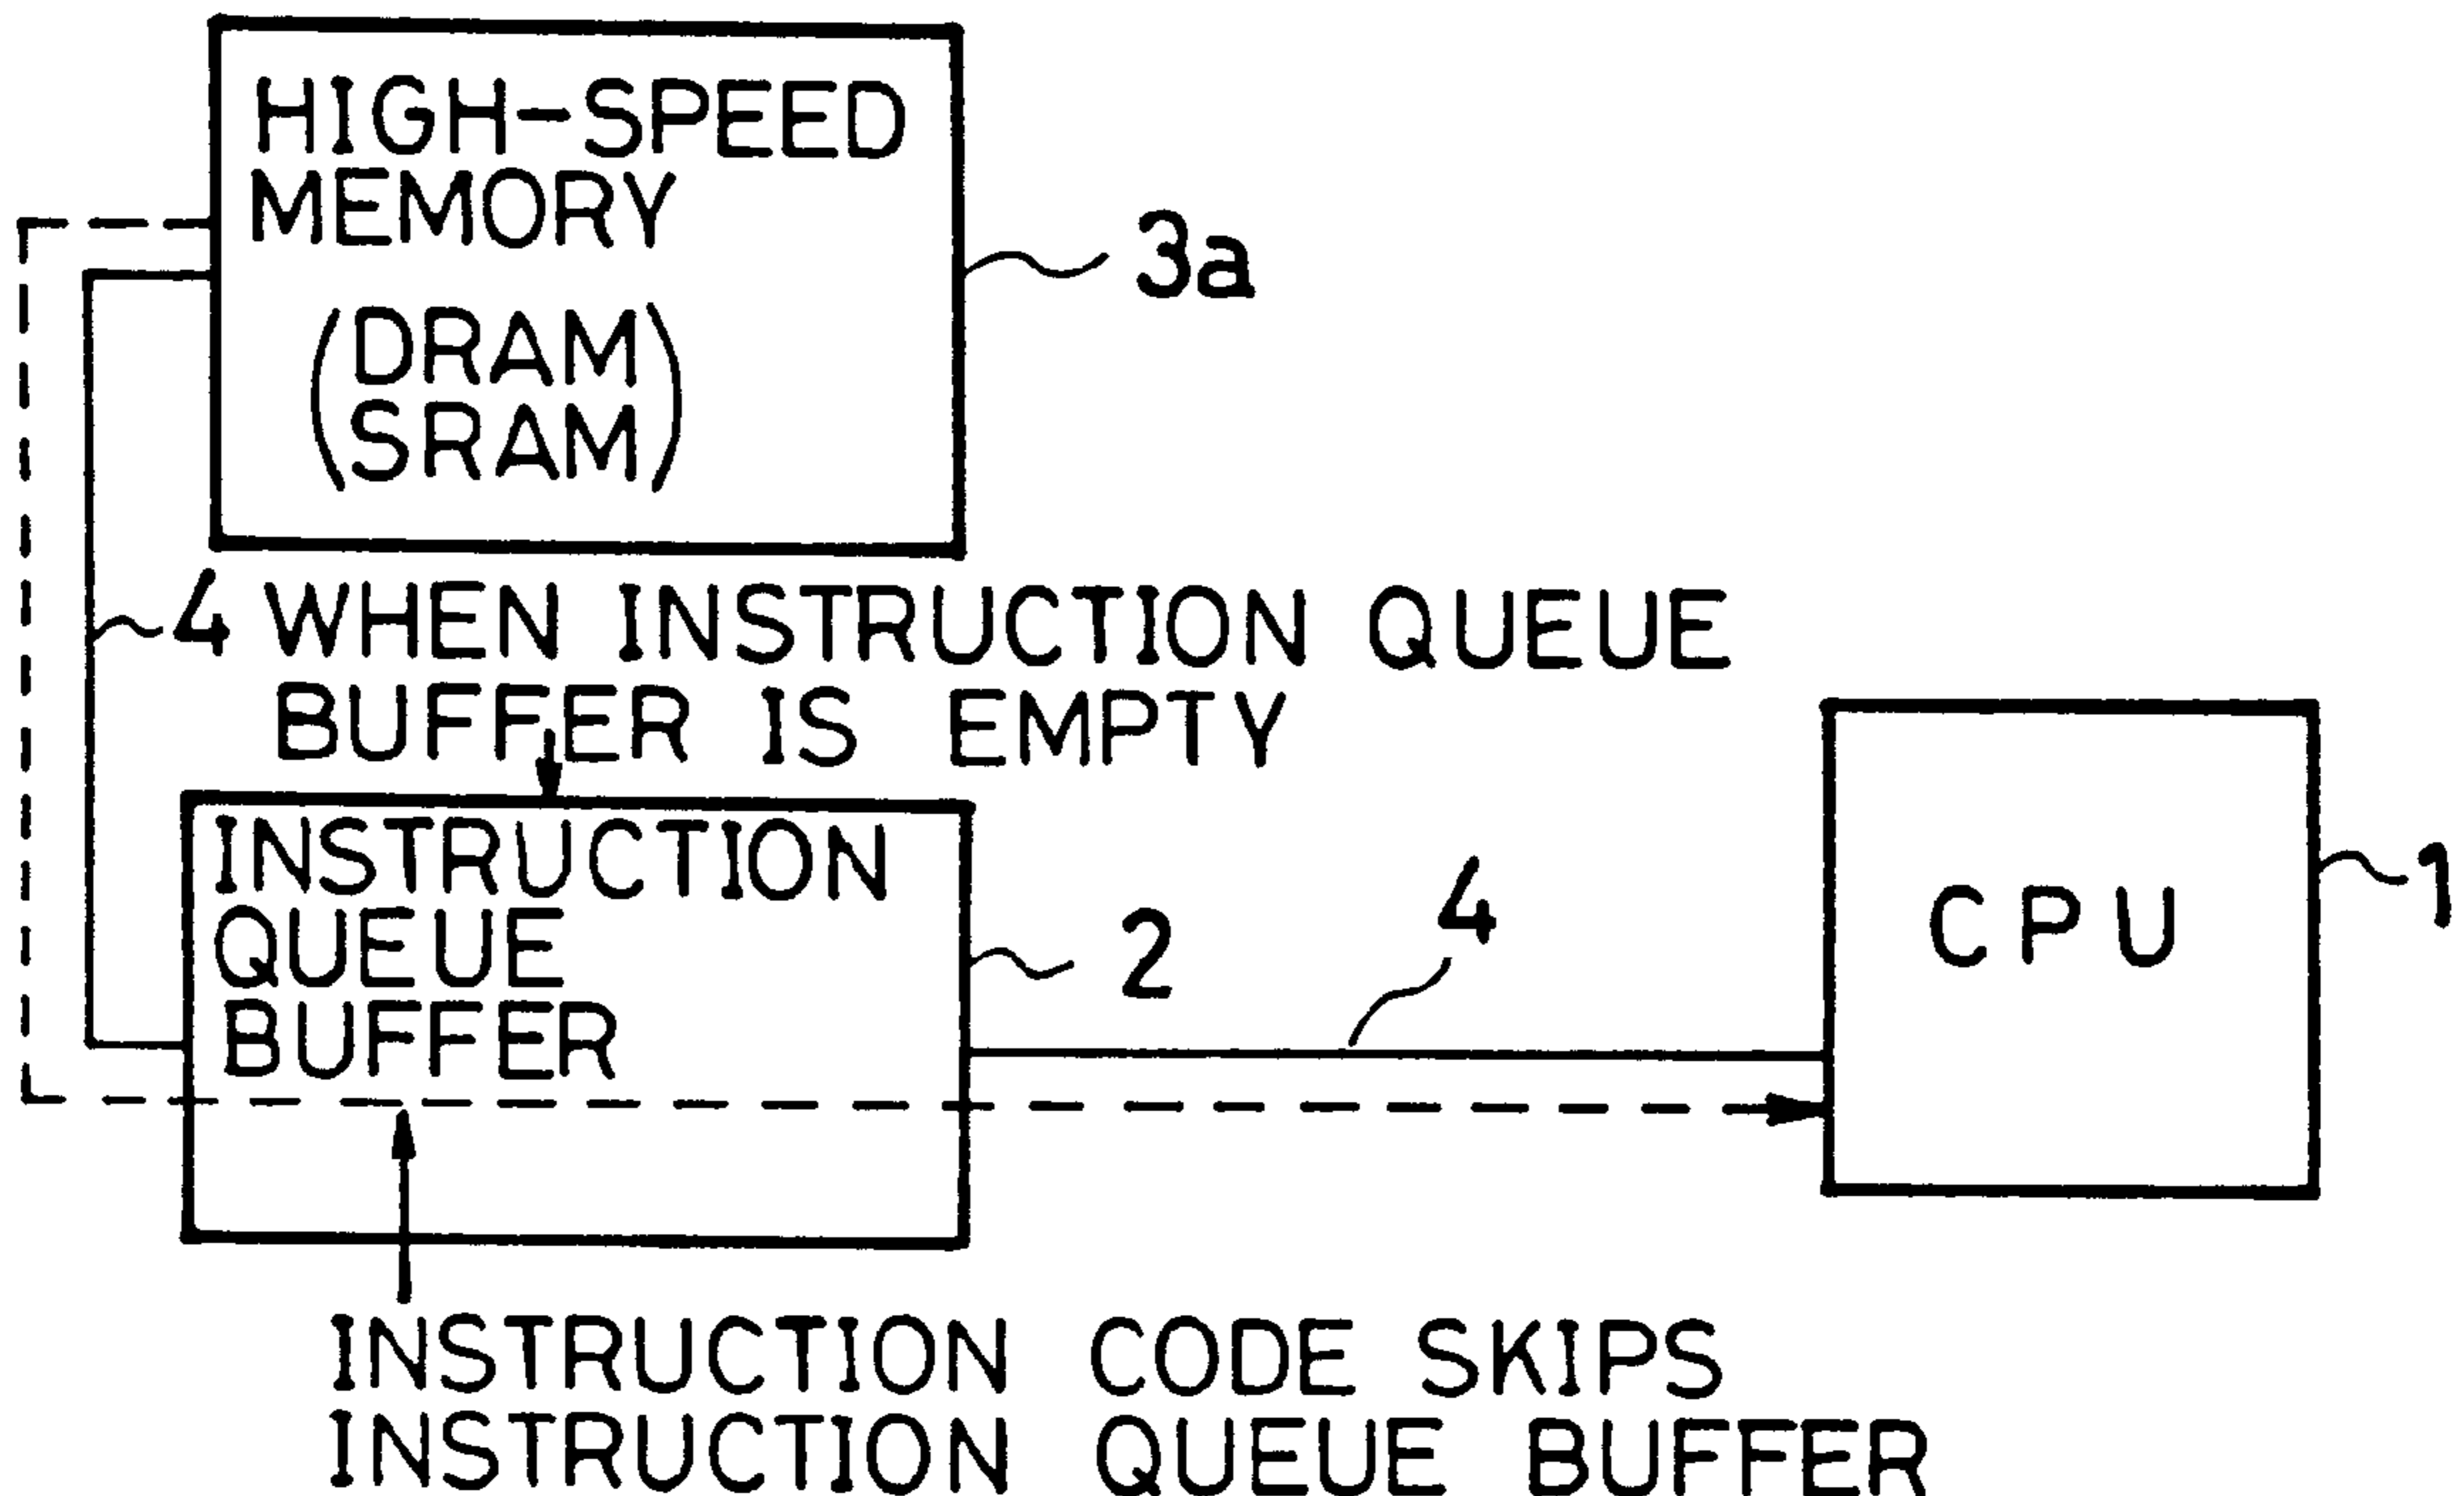 HIGH-SPEED
MEMORY
(DRAM
SRAM)
3a
4
WHEN INSTRUCTION QUEUE
BUFFER IS EMPTY
INSTRUCTION
QUEUE
BUFFER
2
4
CPU
1
INSTRUCTION CODE SKIPS
INSTRUCTION QUEUE BUFFER